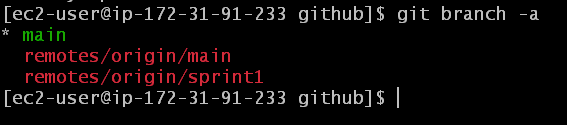 [ec2-user@ip-172-31-91-233 github]$ git branch -a
* main
remotes/origin/main
remotes/origin/sprint1
[ec2-user@ip-172-31-91-233 github]$